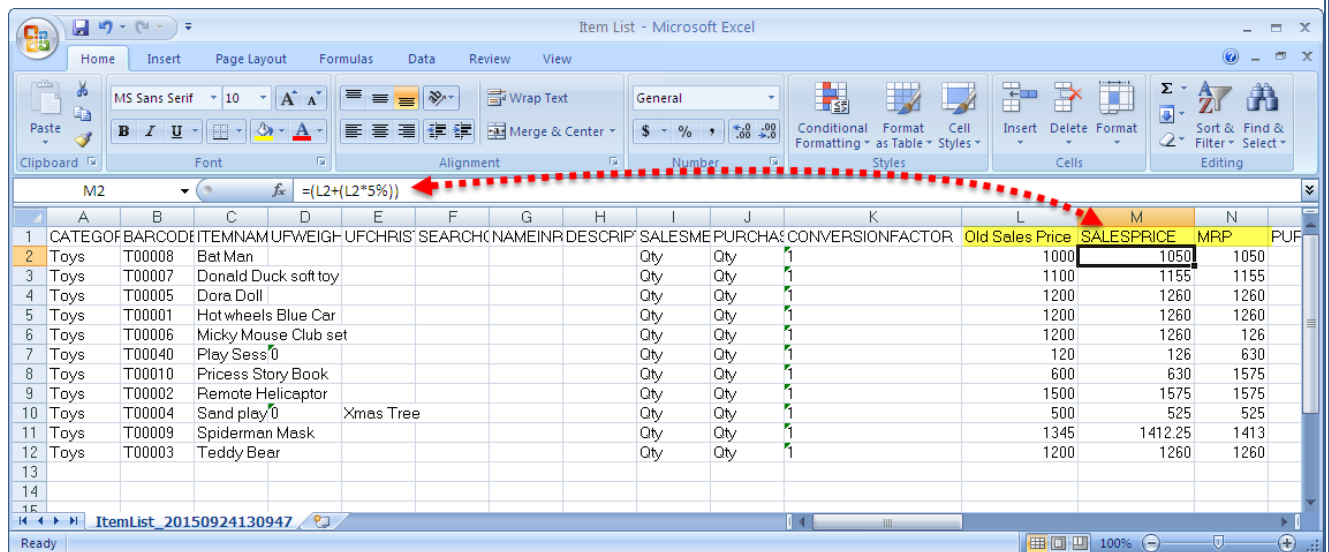 Item List - Microsoft Excel
Home Insert Page Layout Formulas Data Review View
Paste
MS Sans Serif 10 A A
B I U A
Wrap Text
Merge & Center
General
$ % , .0 .00 .00 .0
Conditional Formatting
Format as Table
Cell Styles
Insert Delete Format
Σ
Sort & Filter
Find & Select
Clipboard Font Alignment Number Styles Cells Editing
M2 fx =(L2+(L2*5%))
A B C D E F G H I J K L M N
1 CATEGOF BARCODE ITEMNAM UFWEIGH UFCHRIS SEARCH NAMEINR DESCRIP SALESME PURCHAS CONVERSIONFACTOR Old Sales Price SALESPRICE MRP PUR
2 Toys T00008 Bat Man Qty Qty 1 1000 1050 1050
3 Toys T00007 Donald Duck soft toy Qty Qty 1 1100 1155 1155
4 Toys T00005 Dora Doll Qty Qty 1 1200 1260 1260
5 Toys T00001 Hot wheels Blue Car Qty Qty 1 1200 1260 1260
6 Toys T00006 Micky Mouse Club set Qty Qty 1 1200 1260 126
7 Toys T00040 Play Sess 0 Qty Qty 1 120 126 630
8 Toys T00010 Pricess Story Book Qty Qty 1 600 630 1575
9 Toys T00002 Remote Helicaptor Qty Qty 1 1500 1575 1575
10 Toys T00004 Sand play 0 Xmas Tree Qty Qty 1 500 525 525
11 Toys T00009 Spiderman Mask Qty Qty 1 1345 1412.25 1413
12 Toys T00003 Teddy Bear Qty Qty 1 1200 1260 1260
13
14
15
ItemList_20150924130947
Ready 100%